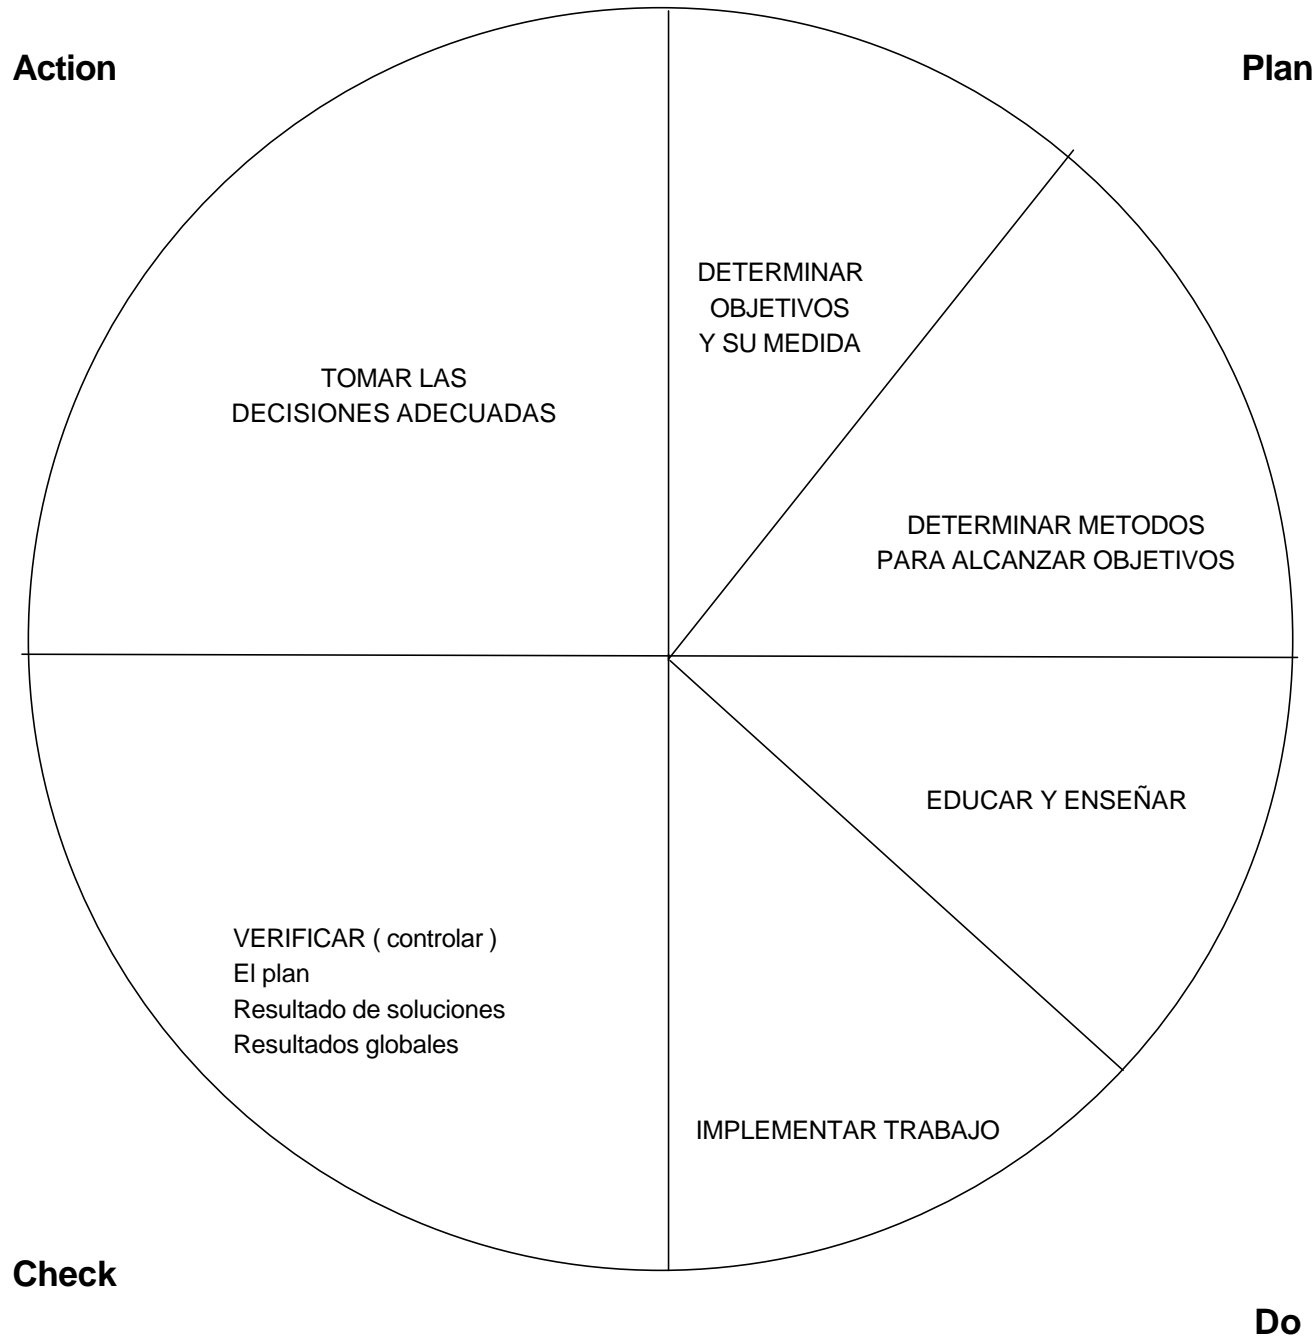 Action
Plan
DETERMINAR
OBJETIVOS
Y SU MEDIDA
TOMAR LAS
DECISIONES ADECUADAS
DETERMINAR METODOS
PARA ALCANZAR OBJETIVOS
EDUCAR Y ENSEÑAR
VERIFICAR ( controlar )
El plan
Resultado de soluciones
Resultados globales
IMPLEMENTAR TRABAJO
Check
Do